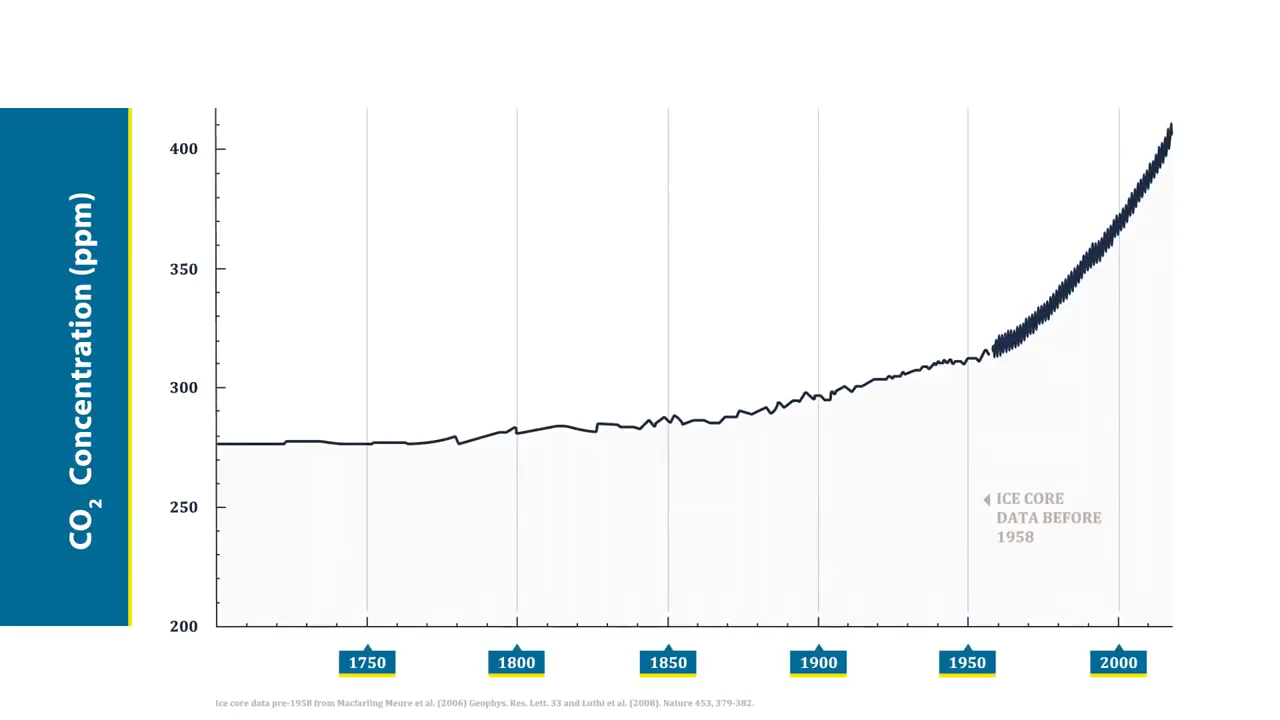 CO2 Concentration (ppm)
400
350
300
250
200
ICE CORE
DATA BEFORE
1958
1750 1800 1850 1900 1950 2000
Ice core data pre-1958 from Macfarling Meure et al. (2006) Geophys. Res. Lett. 33 and Luthi et al. (2008). Nature 453, 379-382.